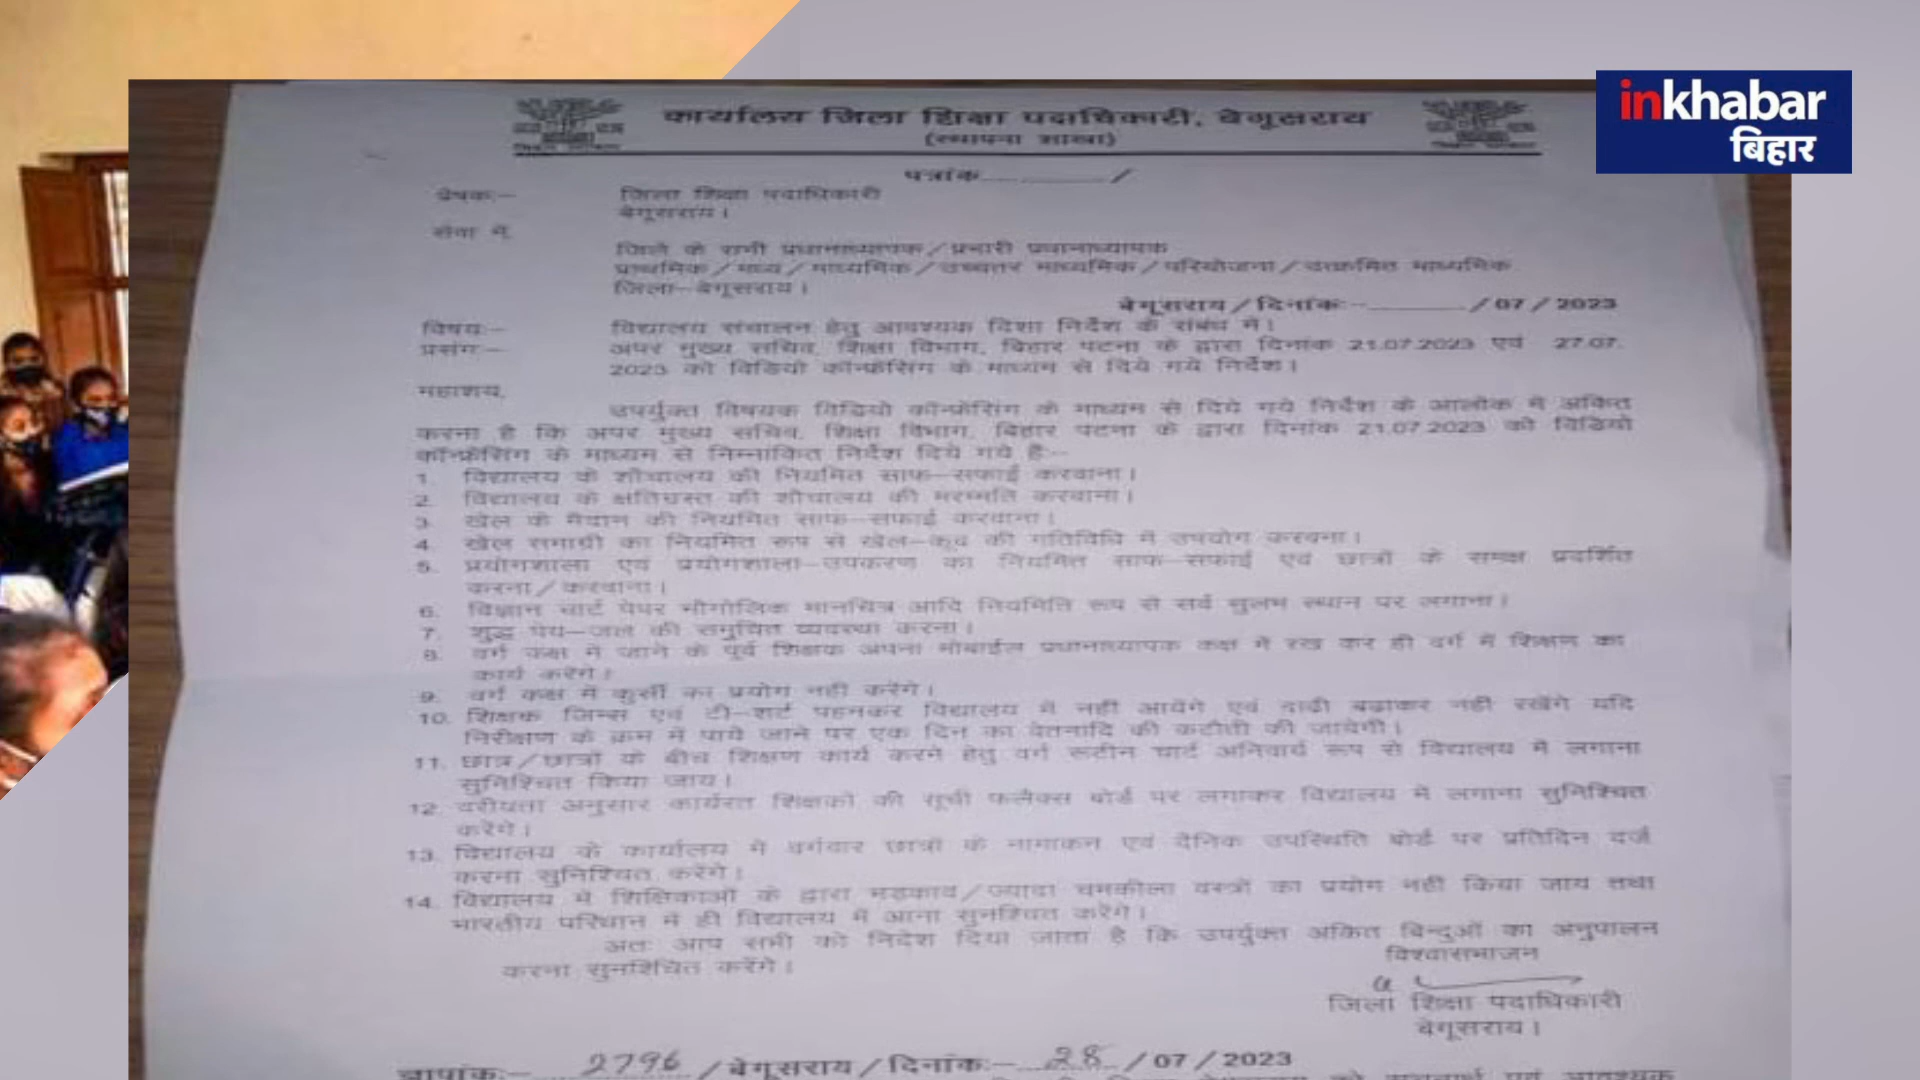 inkhabar
बिहार
कार्यालय जिला शिक्षा पदाधिकारी, बेगूसराय
(स्थापना शाखा)
पत्रांक............/
प्रेषक:–
जिला शिक्षा पदाधिकारी
बेगूसराय।
सेवा में,
जिले के सभी प्रधानाध्यापक/प्रभारी प्रधानाध्यापक
प्राथमिक/मध्य/माध्यमिक/उच्चतर माध्यमिक/परियोजना/उत्क्रमित माध्यमिक
जिला–बेगूसराय।
बेगूसराय/दिनांक:–............/07/2023
विषय:– विद्यालय संचालन हेतु आवश्यक दिशा निर्देश के संबंध में।
प्रसंग:– अपर मुख्य सचिव, शिक्षा विभाग, बिहार पटना के द्वारा दिनांक 21.07.2023 एवं 27.07.
2023 को विडियो कॉन्फ्रेंसिंग के माध्यम से दिये गये निर्देश।
महाशय,
उपर्युक्त विषयक विडियो कॉन्फ्रेंसिंग के माध्यम से दिये गये निर्देश के आलोक में अंकित
करना है कि अपर मुख्य सचिव, शिक्षा विभाग, बिहार पटना के द्वारा दिनांक 21.07.2023 को विडियो
कॉन्फ्रेंसिंग के माध्यम से निम्नांकित निर्देश दिये गये है:–
1. विद्यालय के शौचालय की नियमित साफ–सफाई करवाना।
2. विद्यालय के क्षतिग्रस्त की शौचालय की मरम्मति करवाना।
3. खेल के मैदान की नियमित साफ–सफाई करवाना।
4. खेल समाग्री का नियमित रूप से खेल–कूद की गतिविधि में उपयोग करवना।
5. प्रयोगशाला एवं प्रयोगशाला–उपकरण का नियमित साफ–सफाई एवं छात्रों के समक्ष प्रदर्शित
करना/करवाना।
6. विज्ञान चार्ट पेपर भौगोलिक मानचित्र आदि नियमिति रूप से सर्व सुलभ स्थान पर लगाना।
7. शुद्ध पेय–जल की समुचित व्यवस्था करना।
8. वर्ग कक्ष में जाने के पूर्व शिक्षक अपना मोबाईल प्रधानाध्यापक कक्ष में रख कर ही वर्ग में शिक्षण का
कार्य करेंगे।
9. वर्ग कक्ष में कुर्सी का प्रयोग नहीं करेंगे।
10. शिक्षक जिन्स एवं टी–शर्ट पहनकर विद्यालय में नहीं आयेंगे एवं दाढ़ी बढ़ाकर नहीं रखेंगे यदि
निरीक्षण के क्रम में पाये जाने पर एक दिन का वेतनादि की कटौती की जायेगी।
11. छात्र/छात्रों के बीच शिक्षण कार्य करने हेतु वर्ग रूटीन चार्ट अनिवार्य रूप से विद्यालय में लगाना
सुनिश्चित किया जाय।
12. वरीयता अनुसार कार्यरत शिक्षकों की सूची फलैक्स बोर्ड पर लगाकर विद्यालय में लगाना सुनिश्चित
करेंगे।
13. विद्यालय के कार्यालय में वर्गवार छात्रों के नामाकन एवं दैनिक उपस्थिति बोर्ड पर प्रतिदिन दर्ज
करना सुनिश्चित करेंगे।
14. विद्यालय में शिक्षिकाओं के द्वारा भड़काव/ज्यादा चमकीला वस्त्रों का प्रयोग नहीं किया जाय तथा
भारतीय परिधान में ही विद्यालय में आना सुनश्चित करेंगे।
अतः आप सभी को निदेश दिया जाता है कि उपर्युक्त अंकित बिन्दुओं का अनुपालन
करना सुनश्चित करेंगे।
विश्वासभाजन
जिला शिक्षा पदाधिकारी
बेगूसराय।
ज्ञापांक:– 2796 /बेगूसराय/दिनांक:– 28 /07/2023